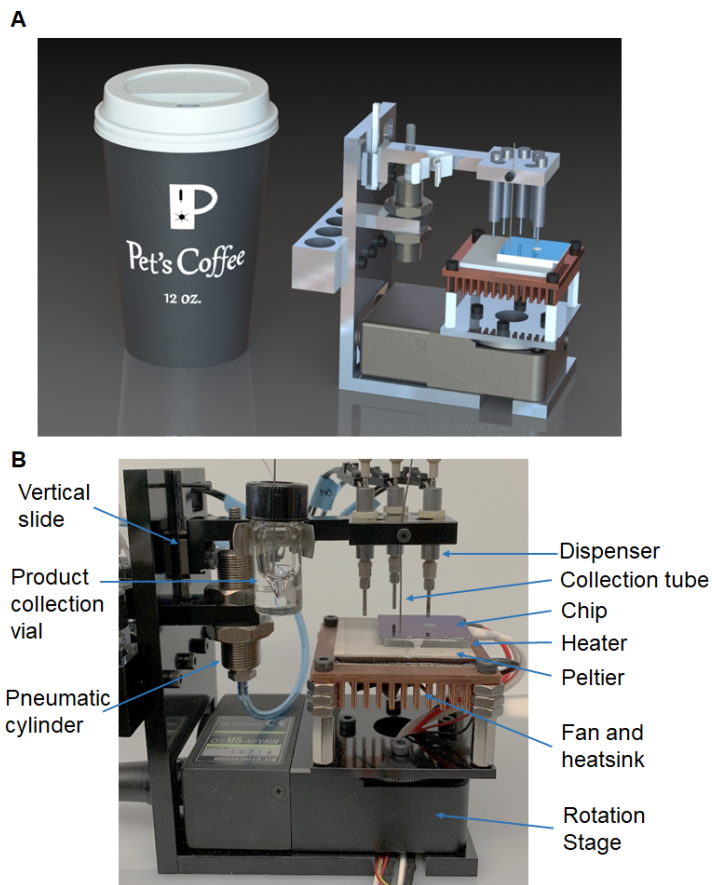 A
Pet's Coffee
12 oz.
B
Vertical
slide
Product
collection
vial
Pneumatic
cylinder
Dispenser
Collection tube
Chip
Heater
Peltier
Fan and
heatsink
Rotation
Stage